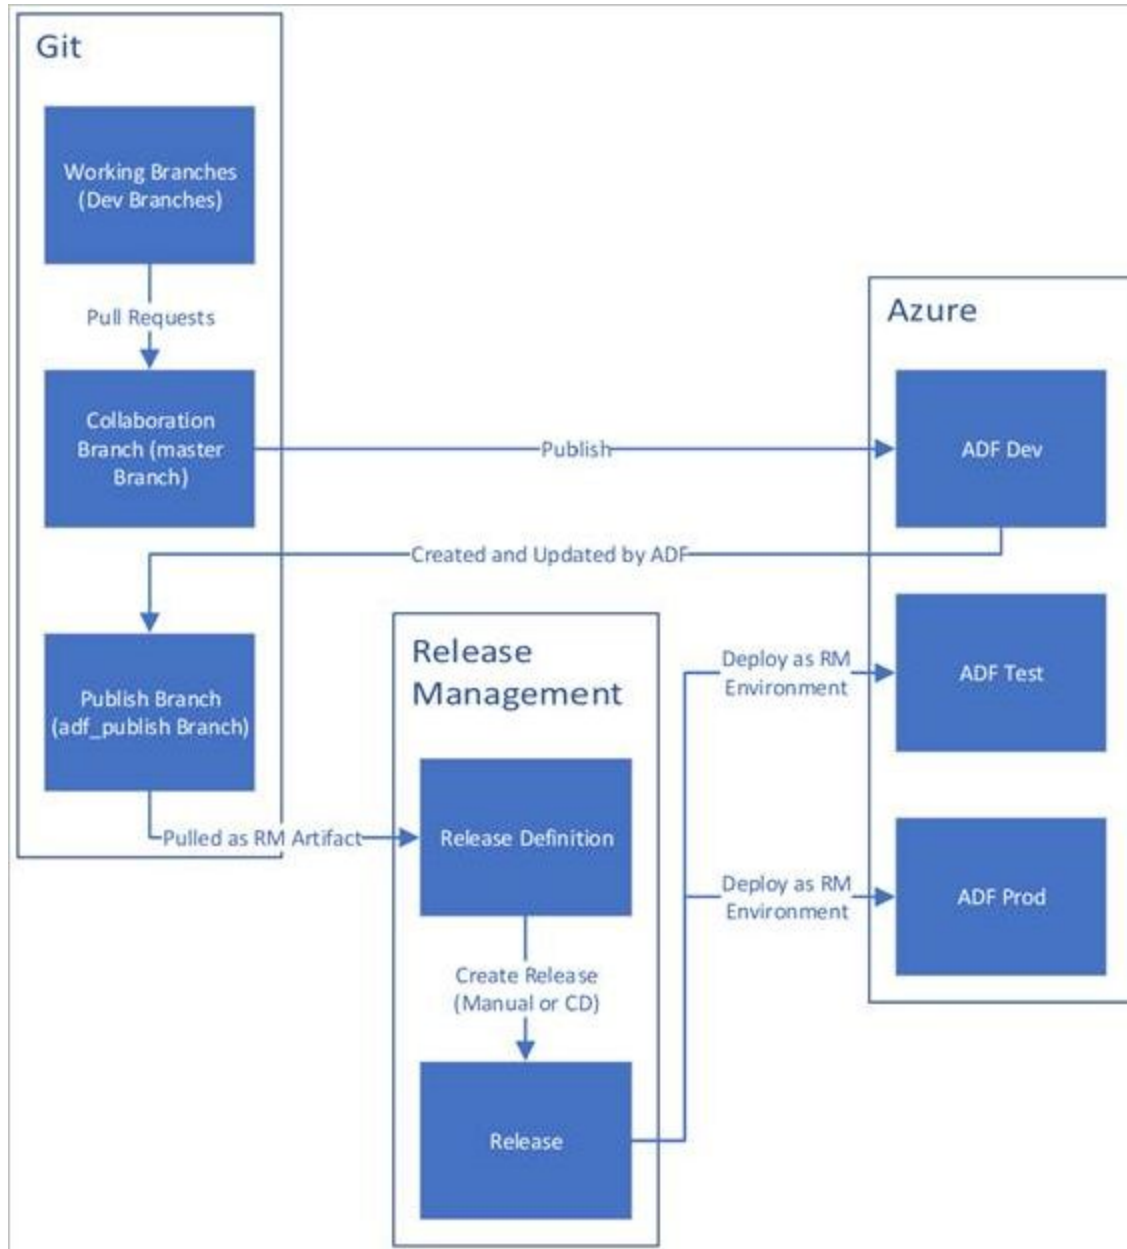 Git
Working Branches
(Dev Branches)
Pull Requests
Collaboration
Branch (master
Branch)
Publish
Azure
ADF Dev
Created and Updated by ADF
Publish Branch
(adf_publish Branch)
Pulled as RM Artifact
Release
Management
Release Definition
Create Release
(Manual or CD)
Release
Deploy as RM
Environment
ADF Test
Deploy as RM
Environment
ADF Prod